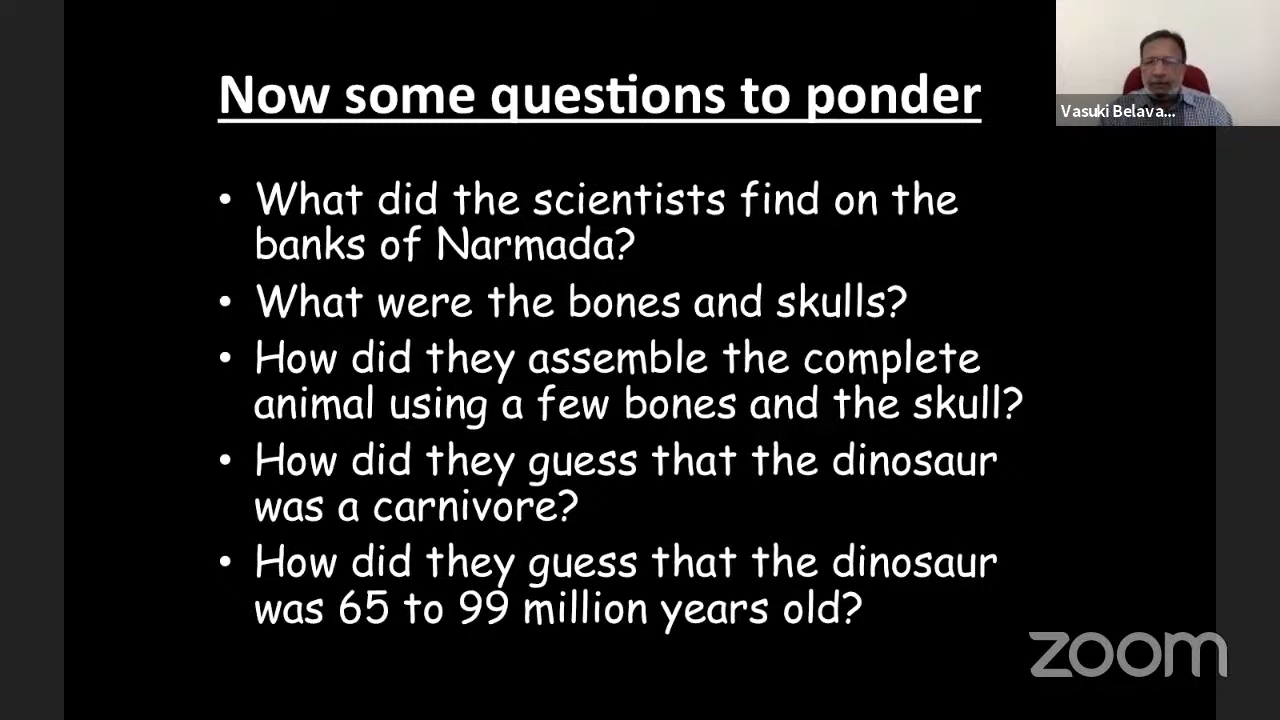 Now some questions to ponder
Vasuki Belava...
• What did the scientists find on the
banks of Narmada?
• What were the bones and skulls?
• How did they assemble the complete
animal using a few bones and the skull?
• How did they guess that the dinosaur
was a carnivore?
• How did they guess that the dinosaur
was 65 to 99 million years old?
zoom